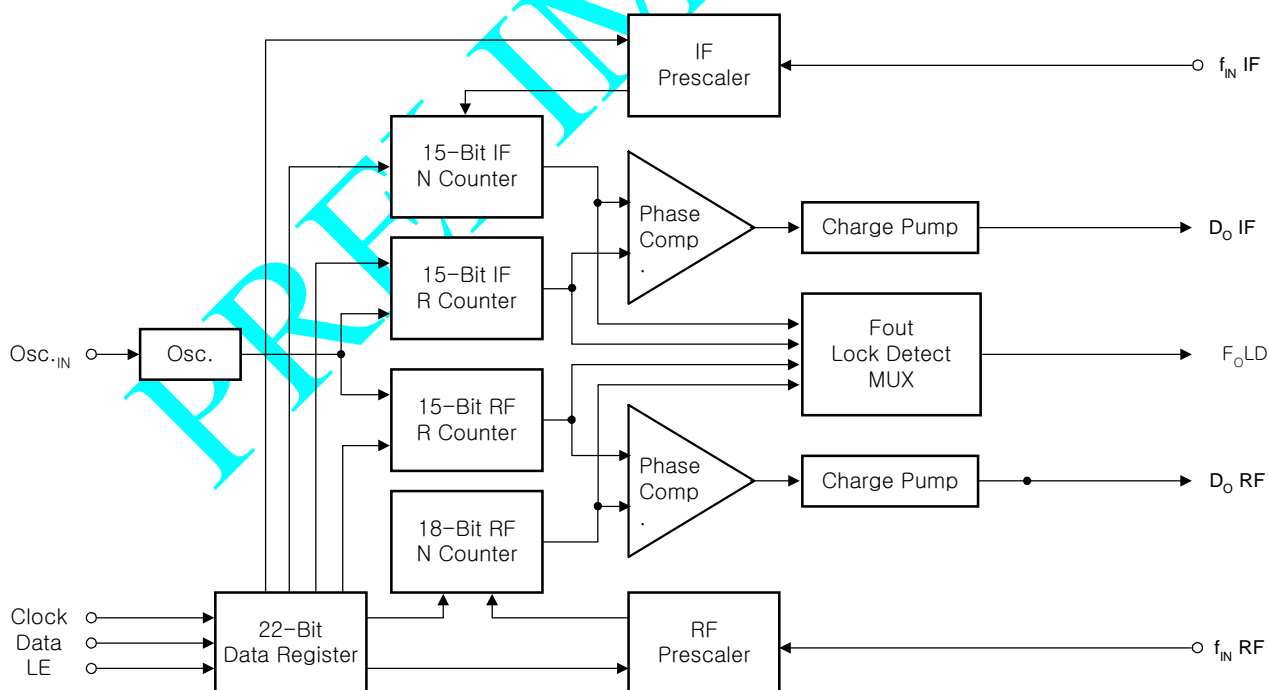 IF
Prescaler
f_IN IF
15-Bit IF
N Counter
Phase
Comp
.
Charge Pump
D_O IF
15-Bit IF
R Counter
Fout
Lock Detect
MUX
F_OLD
Osc._IN
Osc.
15-Bit RF
R Counter
Phase
Comp
.
Charge Pump
D_O RF
18-Bit RF
N Counter
Clock
Data
LE
22-Bit
Data Register
RF
Prescaler
f_IN RF